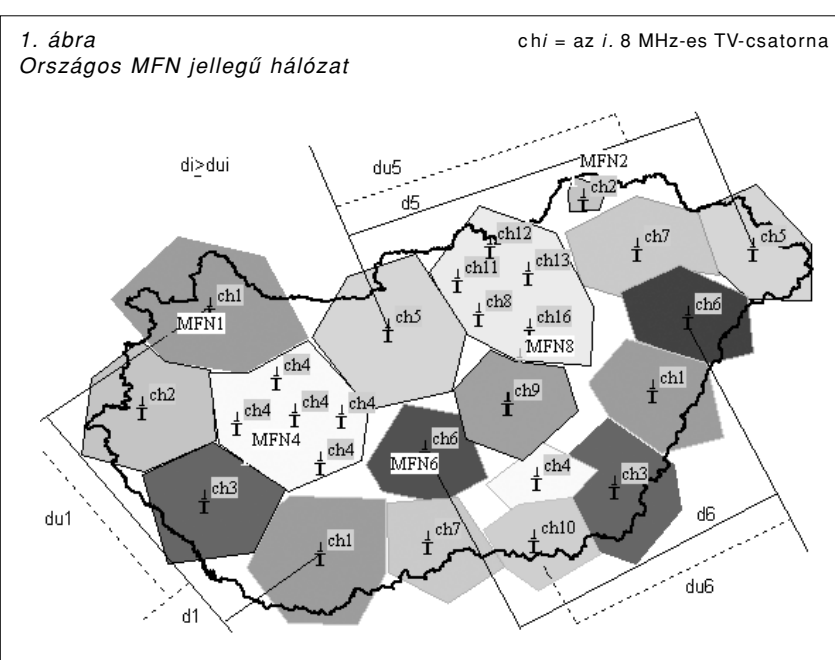 1. ábra
chi = az i. 8 MHz-es TV-csatorna
Országos MFN jellegű hálózat
di>dui
du5
d5
MFN2
ch2
ch12
ch7
ch5
ch11
ch13
ch1
MFN1
ch8
ch16
ch5
ch6
MFN8
ch4
ch1
ch2
ch4
ch4
ch4
ch9
MFN4
ch6
ch4
MFN6
ch4
ch3
ch3
du1
ch1
ch7
ch10
d6
du6
d1